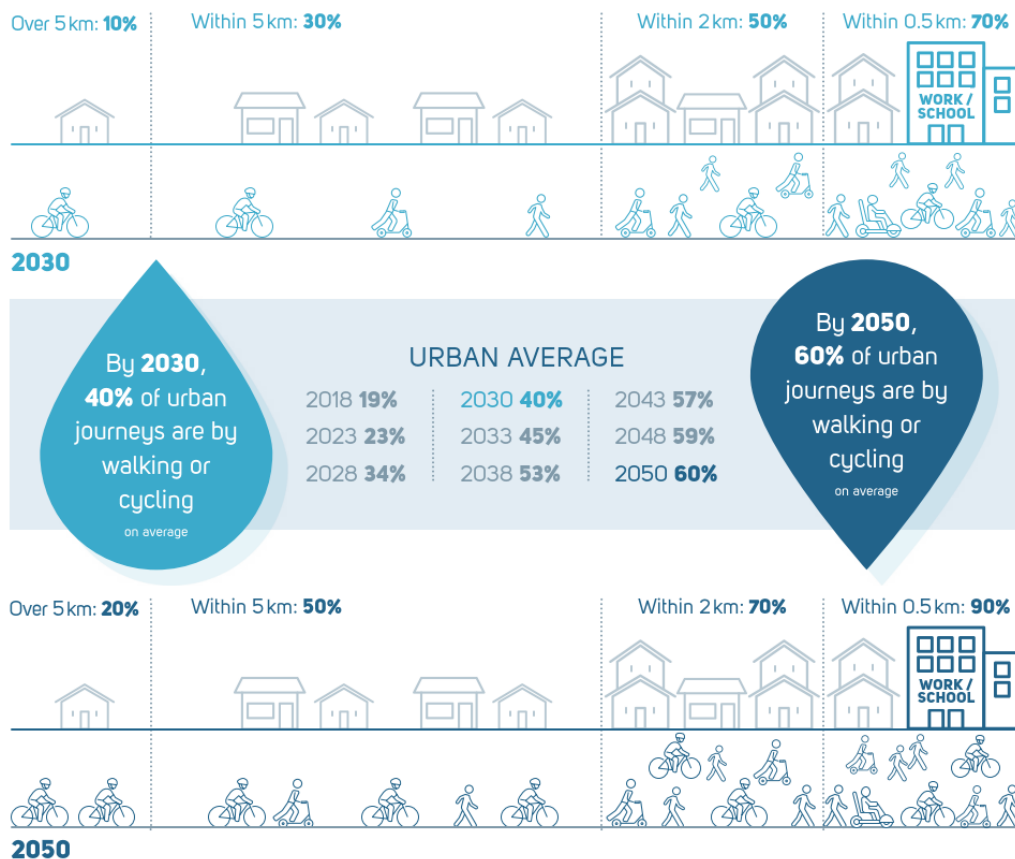 Over 5 km: 10%
Within 5 km: 30%
Within 2 km: 50%
Within 0.5 km: 70%
WORK /
SCHOOL
2030
By 2030,
40% of urban
journeys are by
walking or
cycling
on average
URBAN AVERAGE
2018 19%
2030 40%
2043 57%
2023 23%
2033 45%
2048 59%
2028 34%
2038 53%
2050 60%
By 2050,
60% of urban
journeys are by
walking or
cycling
on average
Over 5 km: 20%
Within 5 km: 50%
Within 2 km: 70%
Within 0.5 km: 90%
WORK /
SCHOOL
2050